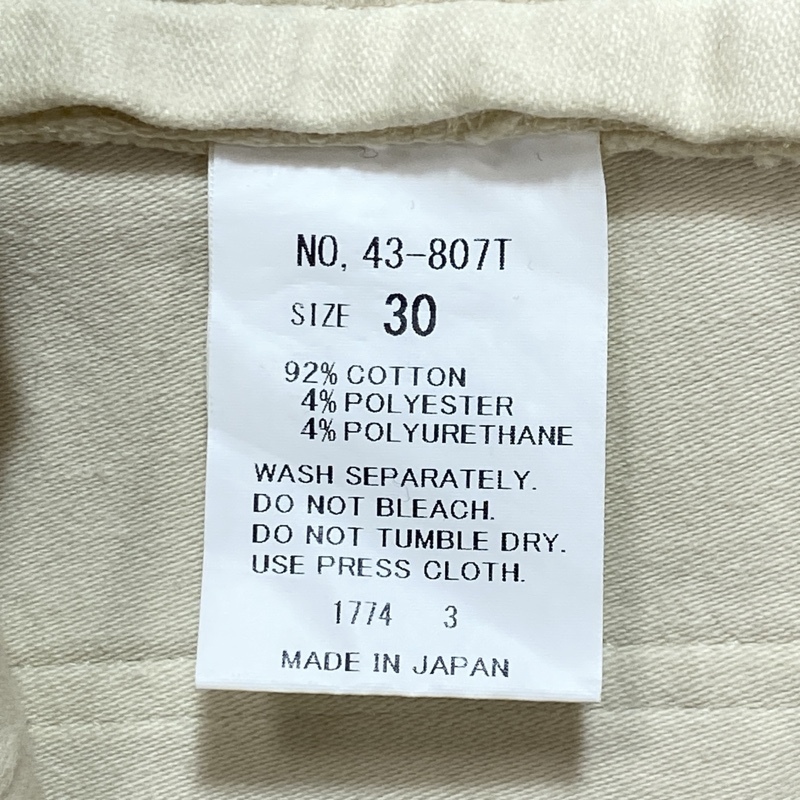 NO, 43-807T
SIZE 30
92% COTTON
4% POLYESTER
4% POLYURETHANE
WASH SEPARATELY.
DO NOT BLEACH.
DO NOT TUMBLE DRY.
USE PRESS CLOTH.
1774 3
MADE IN JAPAN